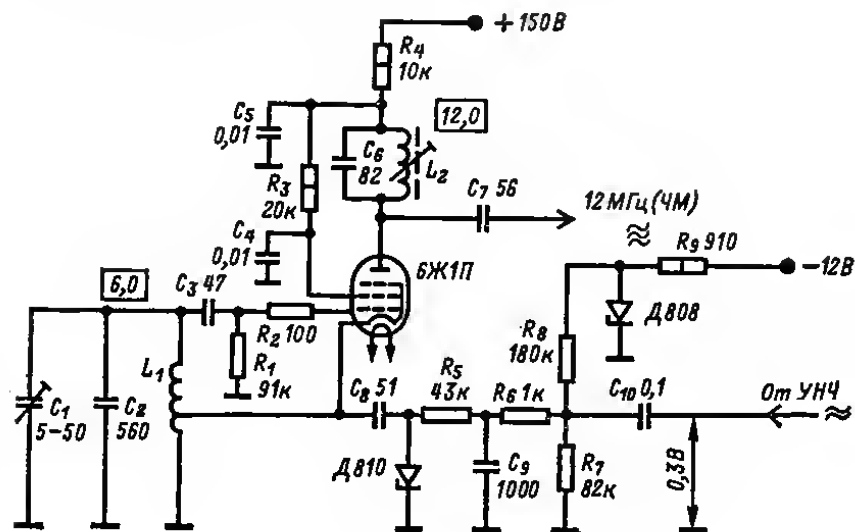 +150В
R4
10к
C5
0,01
12,0
C6
82
L2
R3
20к
C7 56
12МГц(ЧМ)
≈
C4
0,01
6Ж1П
R9 910
−12В
6,0
C3 47
Д808
R2 100
R8
180к
L1
R1
91к
C8 51
R5
43к
R6 1к
C10 0,1
От УНЧ
≈
C1
5−50
C2
560
Д810
C9
1000
R7
82к
0,3В